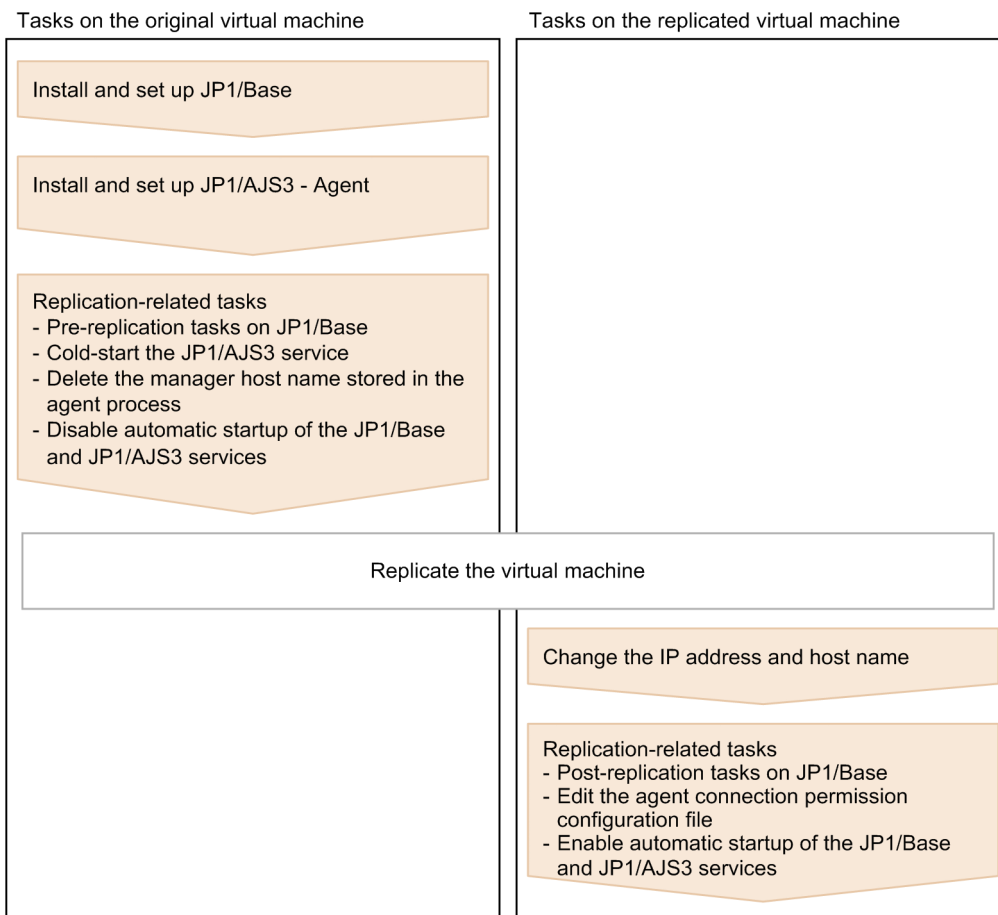 Tasks on the original virtual machine
Install and set up JP1/Base
Install and set up JP1/AJS3 - Agent
Replication-related tasks
- Pre-replication tasks on JP1/Base
- Cold-start the JP1/AJS3 service
- Delete the manager host name stored in the
agent process
- Disable automatic startup of the JP1/Base
and JP1/AJS3 services
Tasks on the replicated virtual machine
Replicate the virtual machine
Change the IP address and host name
Replication-related tasks
- Post-replication tasks on JP1/Base
- Edit the agent connection permission
configuration file
- Enable automatic startup of the JP1/Base
and JP1/AJS3 services